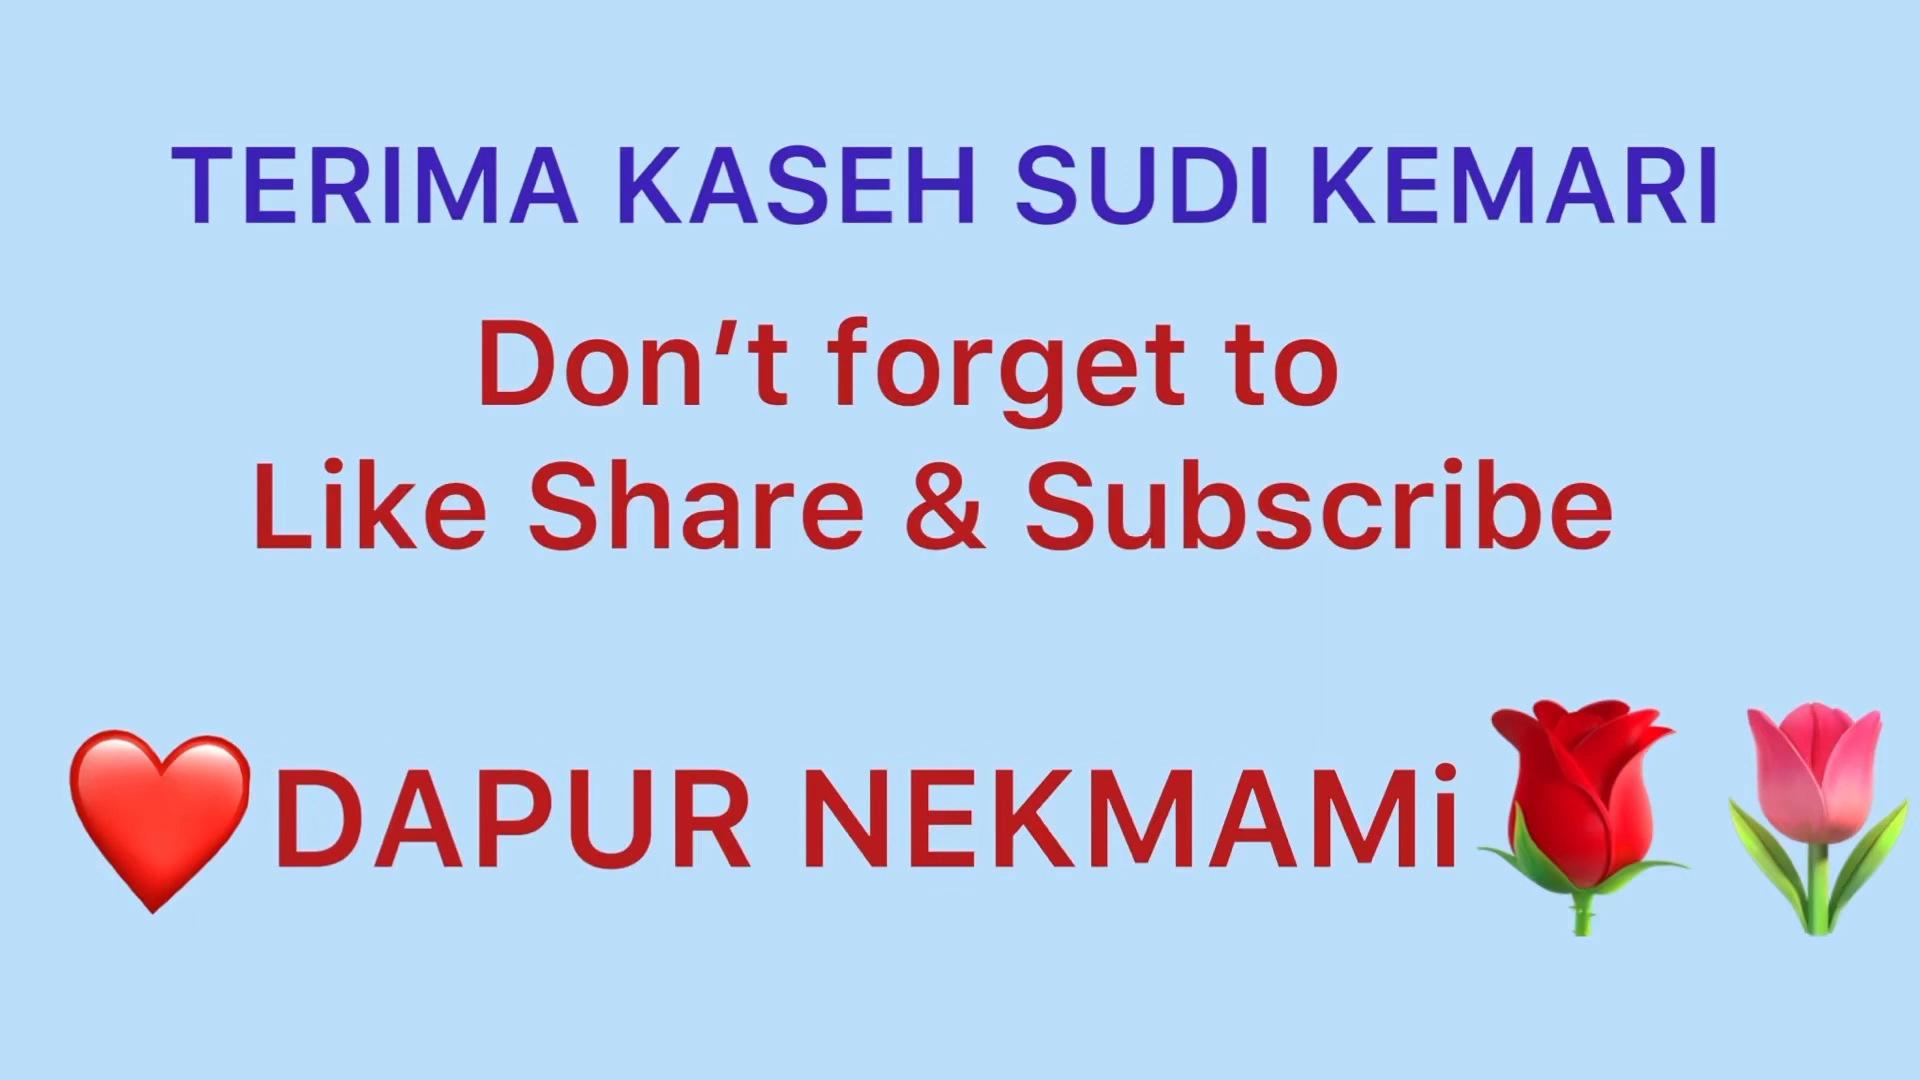 TERIMA KASEH SUDI KEMARI
Don’t forget to
Like Share & Subscribe
❤️DAPUR NEKMAMi🌹🌷